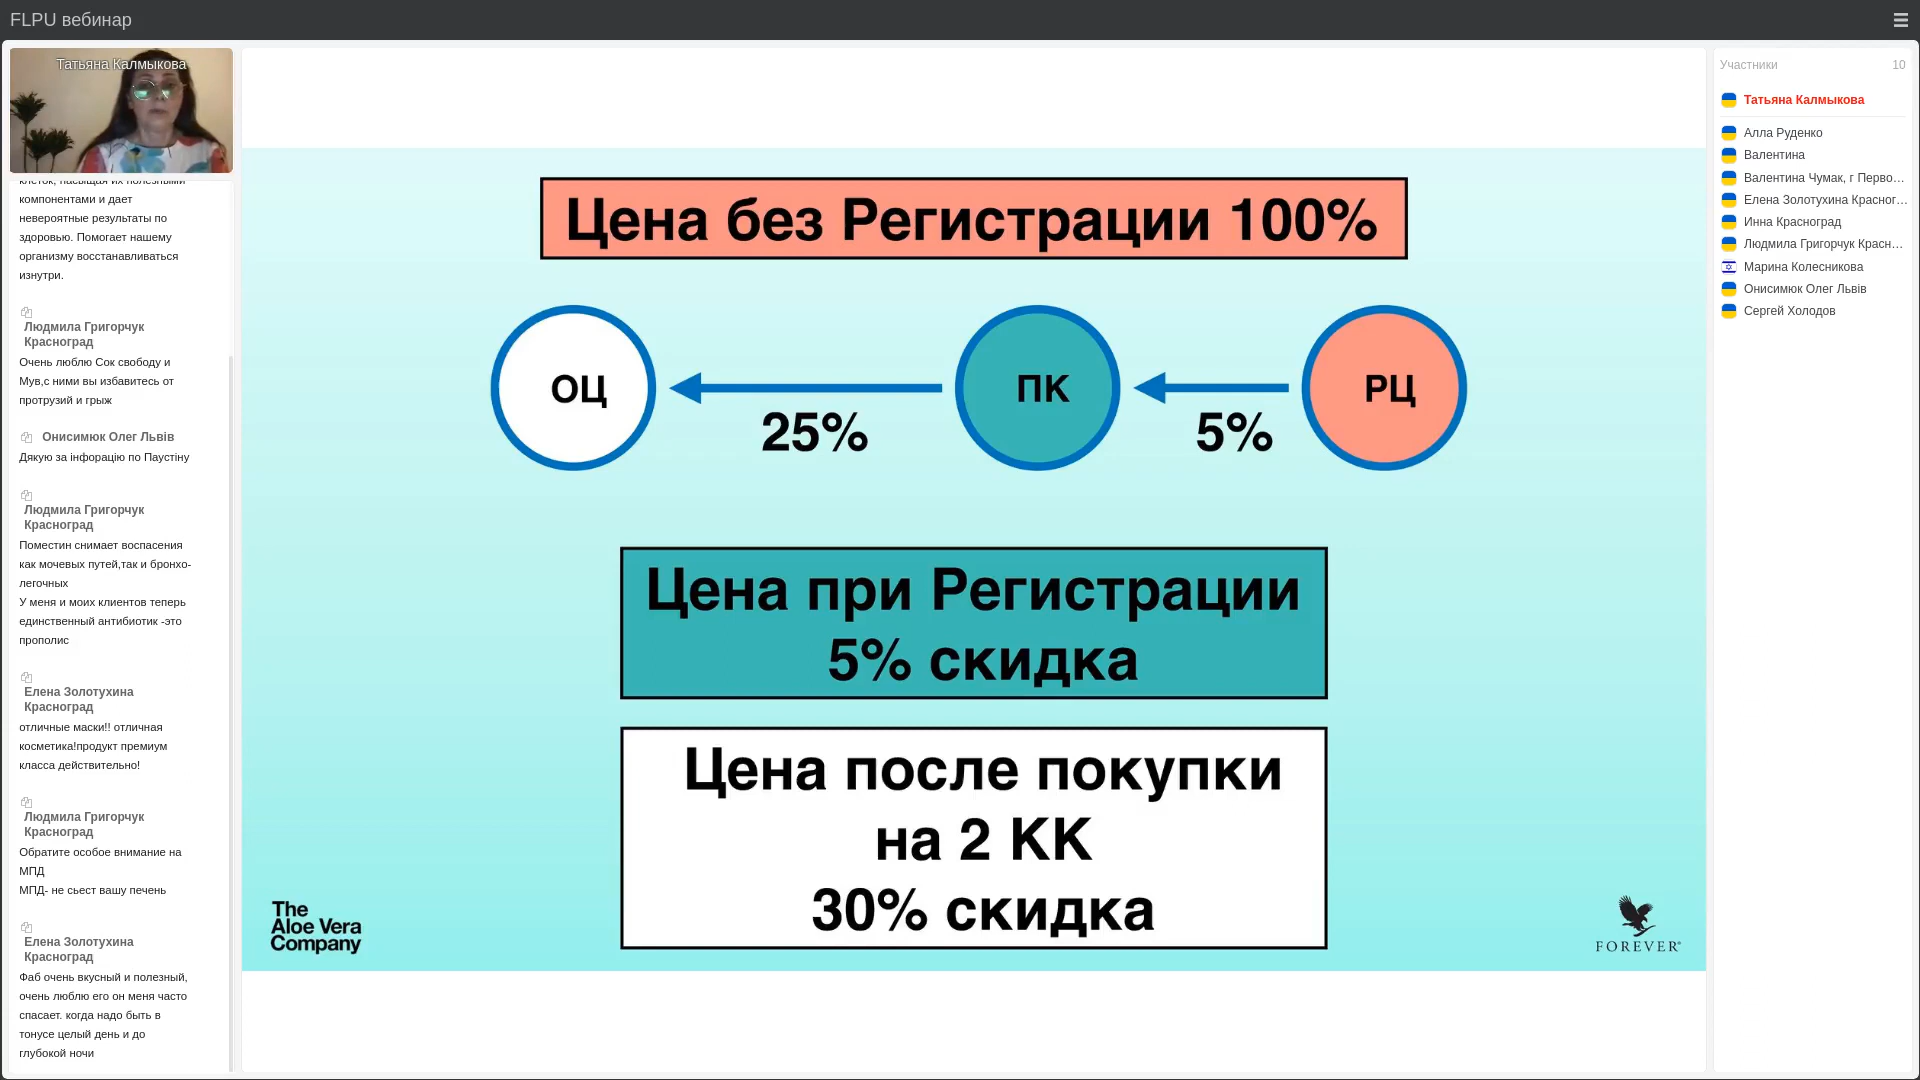 FLPU вебинар
Татьяна Калмыкова
клеток, насыщая их полезными
компонентами и дает
невероятные результаты по
здоровью. Помогает нашему
организму восстанавливаться
изнутри.
Людмила Григорчук
Красноград
Очень люблю Сок свободу и
Мув,с ними вы избавитесь от
протрузий и грыж
Онисимюк Олег Львів
Дякую за інфорацію по Паустіну
Людмила Григорчук
Красноград
Поместин снимает воспасения
как мочевых путей,так и бронхо-
легочных
У меня и моих клиентов теперь
единственный антибиотик -это
прополис
Елена Золотухина
Красноград
отличные маски!! отличная
косметика!продукт премиум
класса действительно!
Людмила Григорчук
Красноград
Обратите особое внимание на
МПД
МПД- не сьест вашу печень
Елена Золотухина
Красноград
Фаб очень вкусный и полезный,
очень люблю его он меня часто
спасает. когда надо быть в
тонусе целый день и до
глубокой ночи
Цена без Регистрации 100%
ОЦ
25%
ПК
5%
РЦ
Цена при Регистрации
5% скидка
Цена после покупки
на 2 КК
30% скидка
The
Aloe Vera
Company
FOREVER
Участники 10
Татьяна Калмыкова
Алла Руденко
Валентина
Валентина Чумак, г Перво...
Елена Золотухина Красног...
Инна Красноград
Людмила Григорчук Красн...
Марина Колесникова
Онисимюк Олег Львів
Сергей Холодов